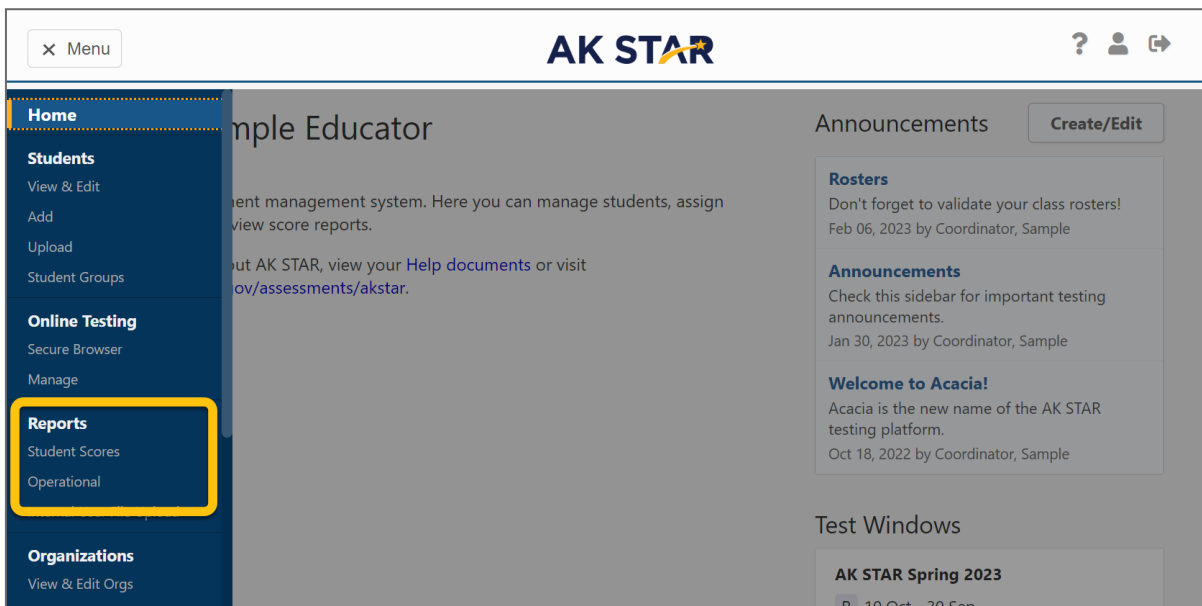 Menu
AK STAR
?
Home
Students
View & Edit
Add
Upload
Student Groups
Online Testing
Secure Browser
Manage
Reports
Student Scores
Operational
Organizations
View & Edit Orgs
mple Educator
ent management system. Here you can manage students, assign
view score reports.
out AK STAR, view your Help documents or visit
ov/assessments/akstar.
Announcements
Create/Edit
Rosters
Don't forget to validate your class rosters!
Feb 06, 2023 by Coordinator, Sample
Announcements
Check this sidebar for important testing
announcements.
Jan 30, 2023 by Coordinator, Sample
Welcome to Acacia!
Acacia is the new name of the AK STAR
testing platform.
Oct 18, 2022 by Coordinator, Sample
Test Windows
AK STAR Spring 2023
10 Oct - 30 Sep